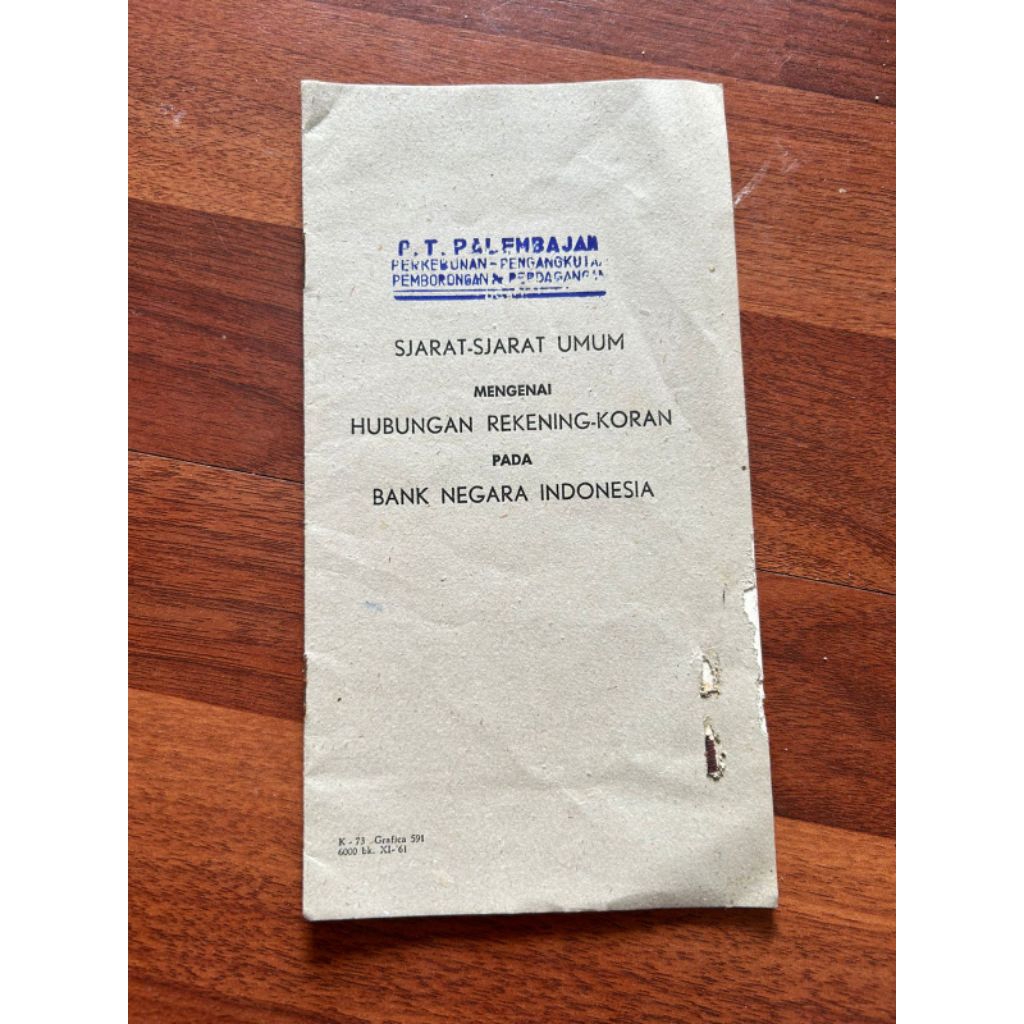 P.T. PALEMBAJAN
PERKEBUNAN - PENGANGKUTAN
PEMBORONGAN & PERDAGANGAN
SJARAT-SJARAT UMUM
MENGENAI
HUBUNGAN REKENING-KORAN
PADA
BANK NEGARA INDONESIA
K - 73 Grafica 591
6000 bk. XI-'61